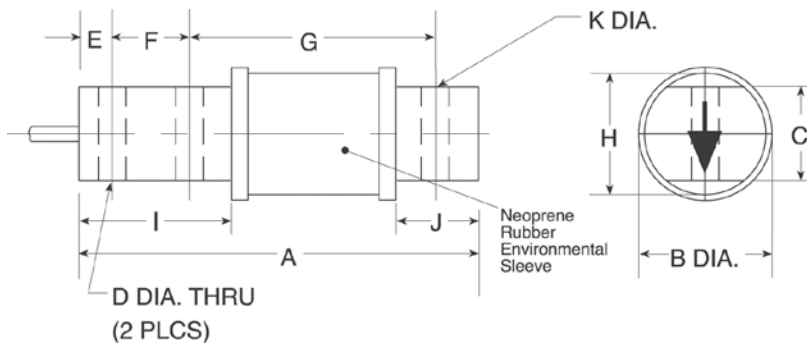 E
F
G
K DIA.
H
C
I
J
A
Neoprene
Rubber
Environmental
Sleeve
B DIA.
D DIA. THRU
(2 PLCS)